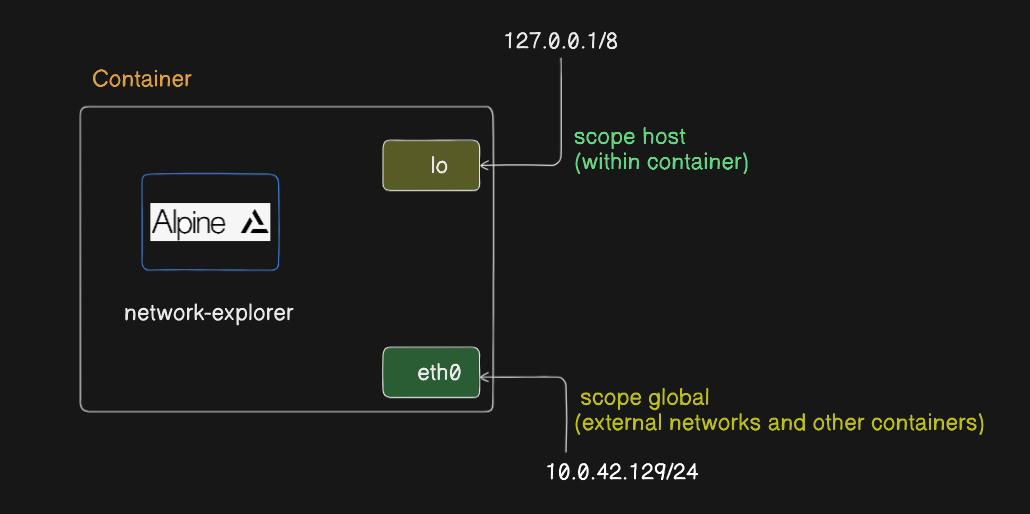 127.0.0.1/8
Container
scope host
(within container)
lo
Alpine
network-explorer
eth0
scope global
(external networks and other containers)
10.0.42.129/24